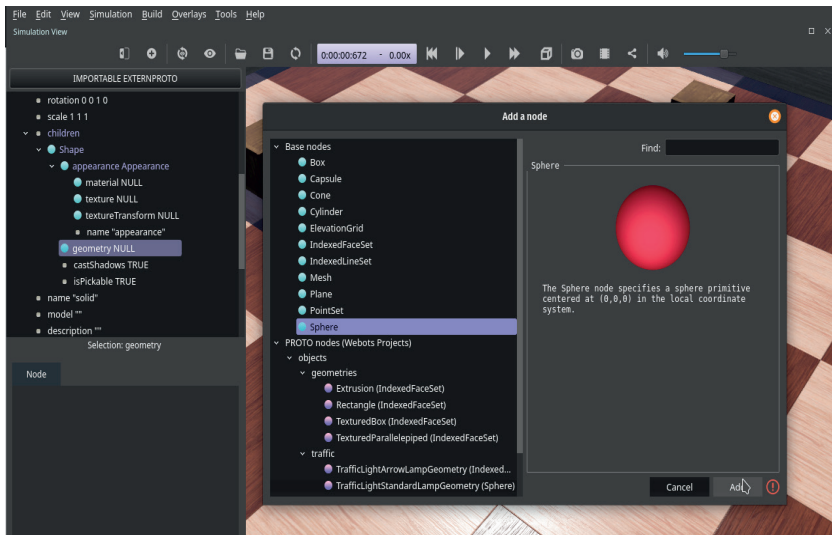 File Edit View Simulation Build Overlays Tools Help
Simulation View
0:00:00:672 - 0.00x
IMPORTABLE EXTERNPROTO
rotation 0 0 1 0
scale 1 1 1
children
Shape
appearance Appearance
material NULL
texture NULL
textureTransform NULL
name "appearance"
geometry NULL
castShadows TRUE
isPickable TRUE
name "solid"
model ""
description ""
Selection: geometry
Node
Add a node
Base nodes
Box
Capsule
Cone
Cylinder
ElevationGrid
IndexedFaceSet
IndexedLineSet
Mesh
Plane
PointSet
Sphere
PROTO nodes (Webots Projects)
objects
geometries
Extrusion (IndexedFaceSet)
Rectangle (IndexedFaceSet)
TexturedBox (IndexedFaceSet)
TexturedParallelepiped (IndexedFaceSet)
traffic
TrafficLightArrowLampGeometry (Indexed...
TrafficLightStandardLampGeometry (Sphere)
Find:
Sphere
The Sphere node specifies a sphere primitive
centered at (0,0,0) in the local coordinate
system.
Cancel Add